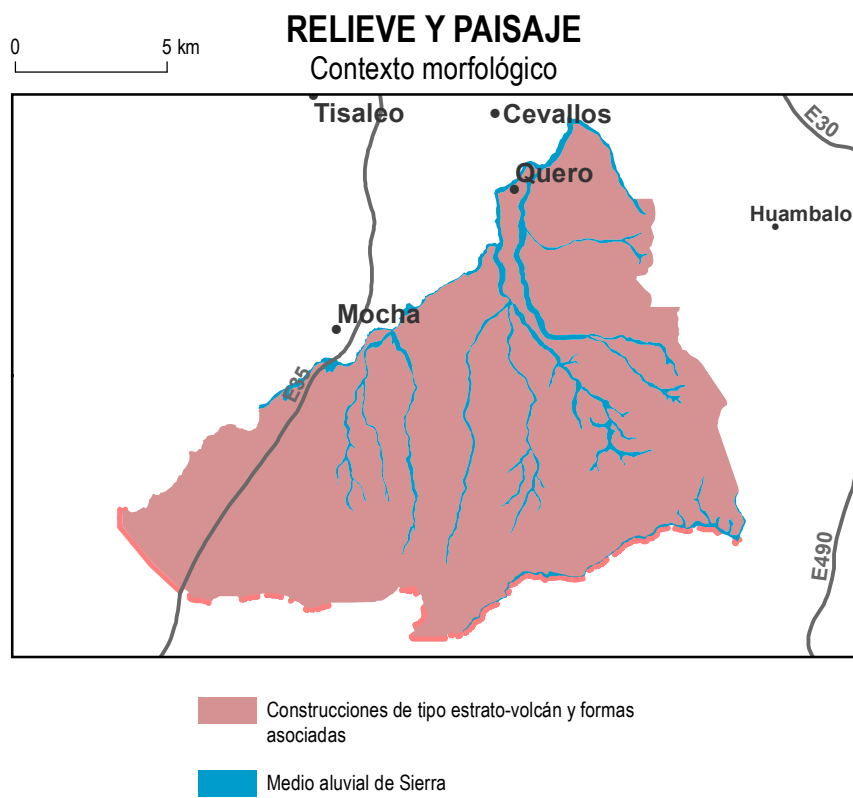 RELIEVE Y PAISAJE
0 5 km
Contexto morfológico
Tisaleo
Cevallos
E30
Quero
Huambalo
Mocha
E35
E490
Construcciones de tipo estrato-volcán y formas
asociadas
Medio aluvial de Sierra